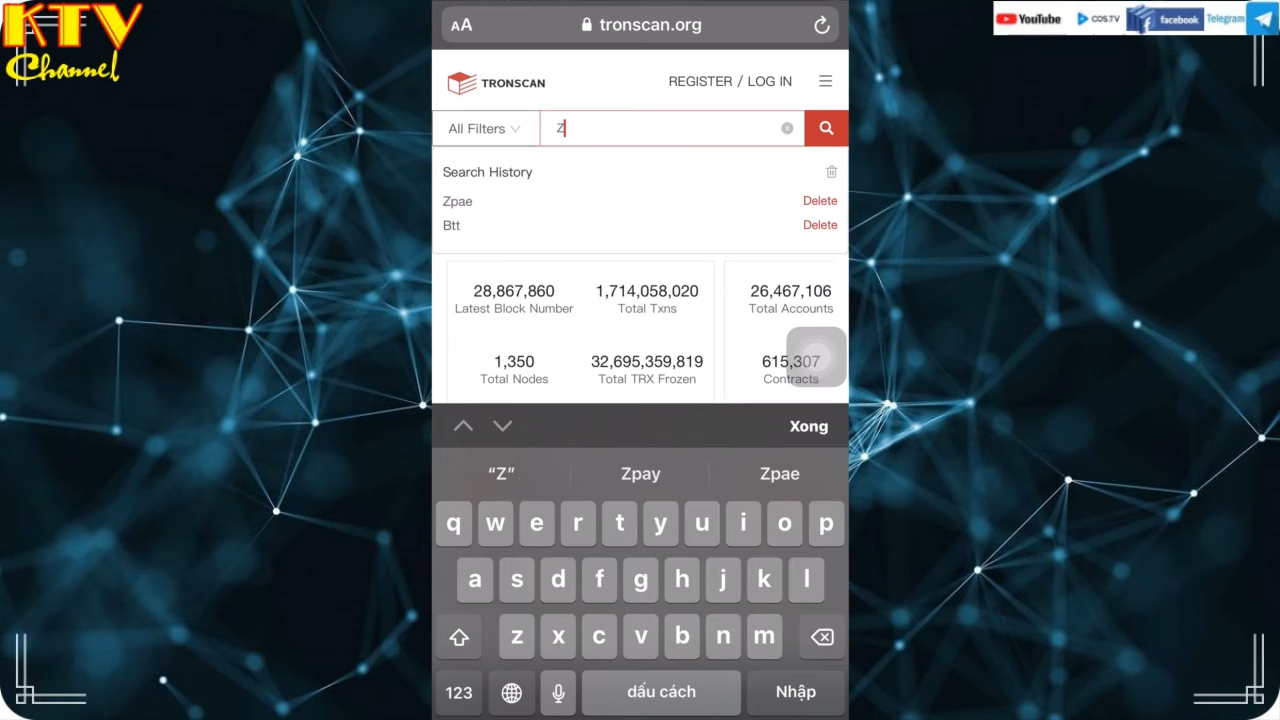 KTV
Channel
YouTube
COS.TV
facebook
Telegram
AA
tronscan.org
TRONSCAN
REGISTER / LOG IN
All Filters
Z
Search History
Zpae
Delete
Btt
Delete
28,867,860
Latest Block Number
1,714,058,020
Total Txns
26,467,106
Total Accounts
1,350
Total Nodes
32,695,359,819
Total TRX Frozen
615,307
Contracts
Xong
“Z”
Zpay
Zpae
q w e r t y u i o p
a s d f g h j k l
z x c v b n m
123
dấu cách
Nhập